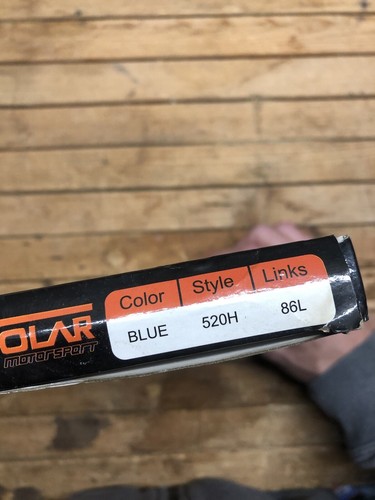 OLAR
MOTORSPORT
Color Style Links
BLUE 520H 86L